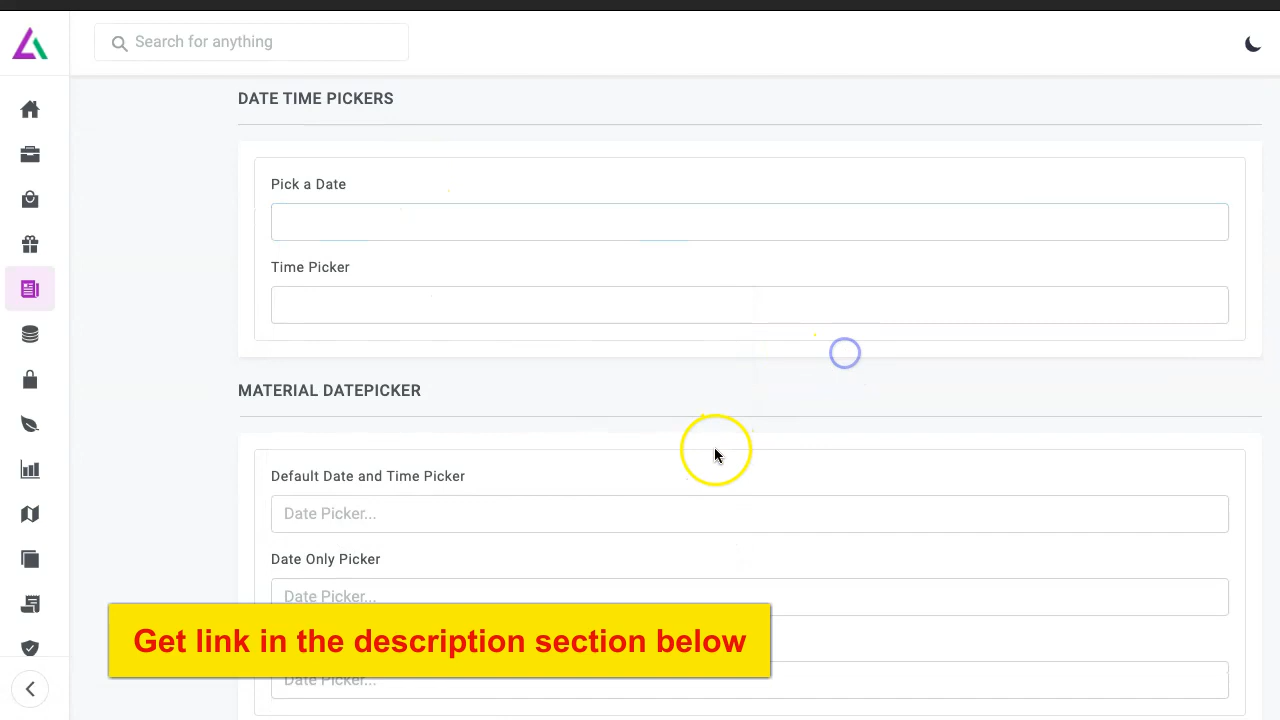 Search for anything
DATE TIME PICKERS
Pick a Date
Time Picker
MATERIAL DATEPICKER
Default Date and Time Picker
Date Picker...
Date Only Picker
Date Picker...
Get link in the description section below
Date Picker...